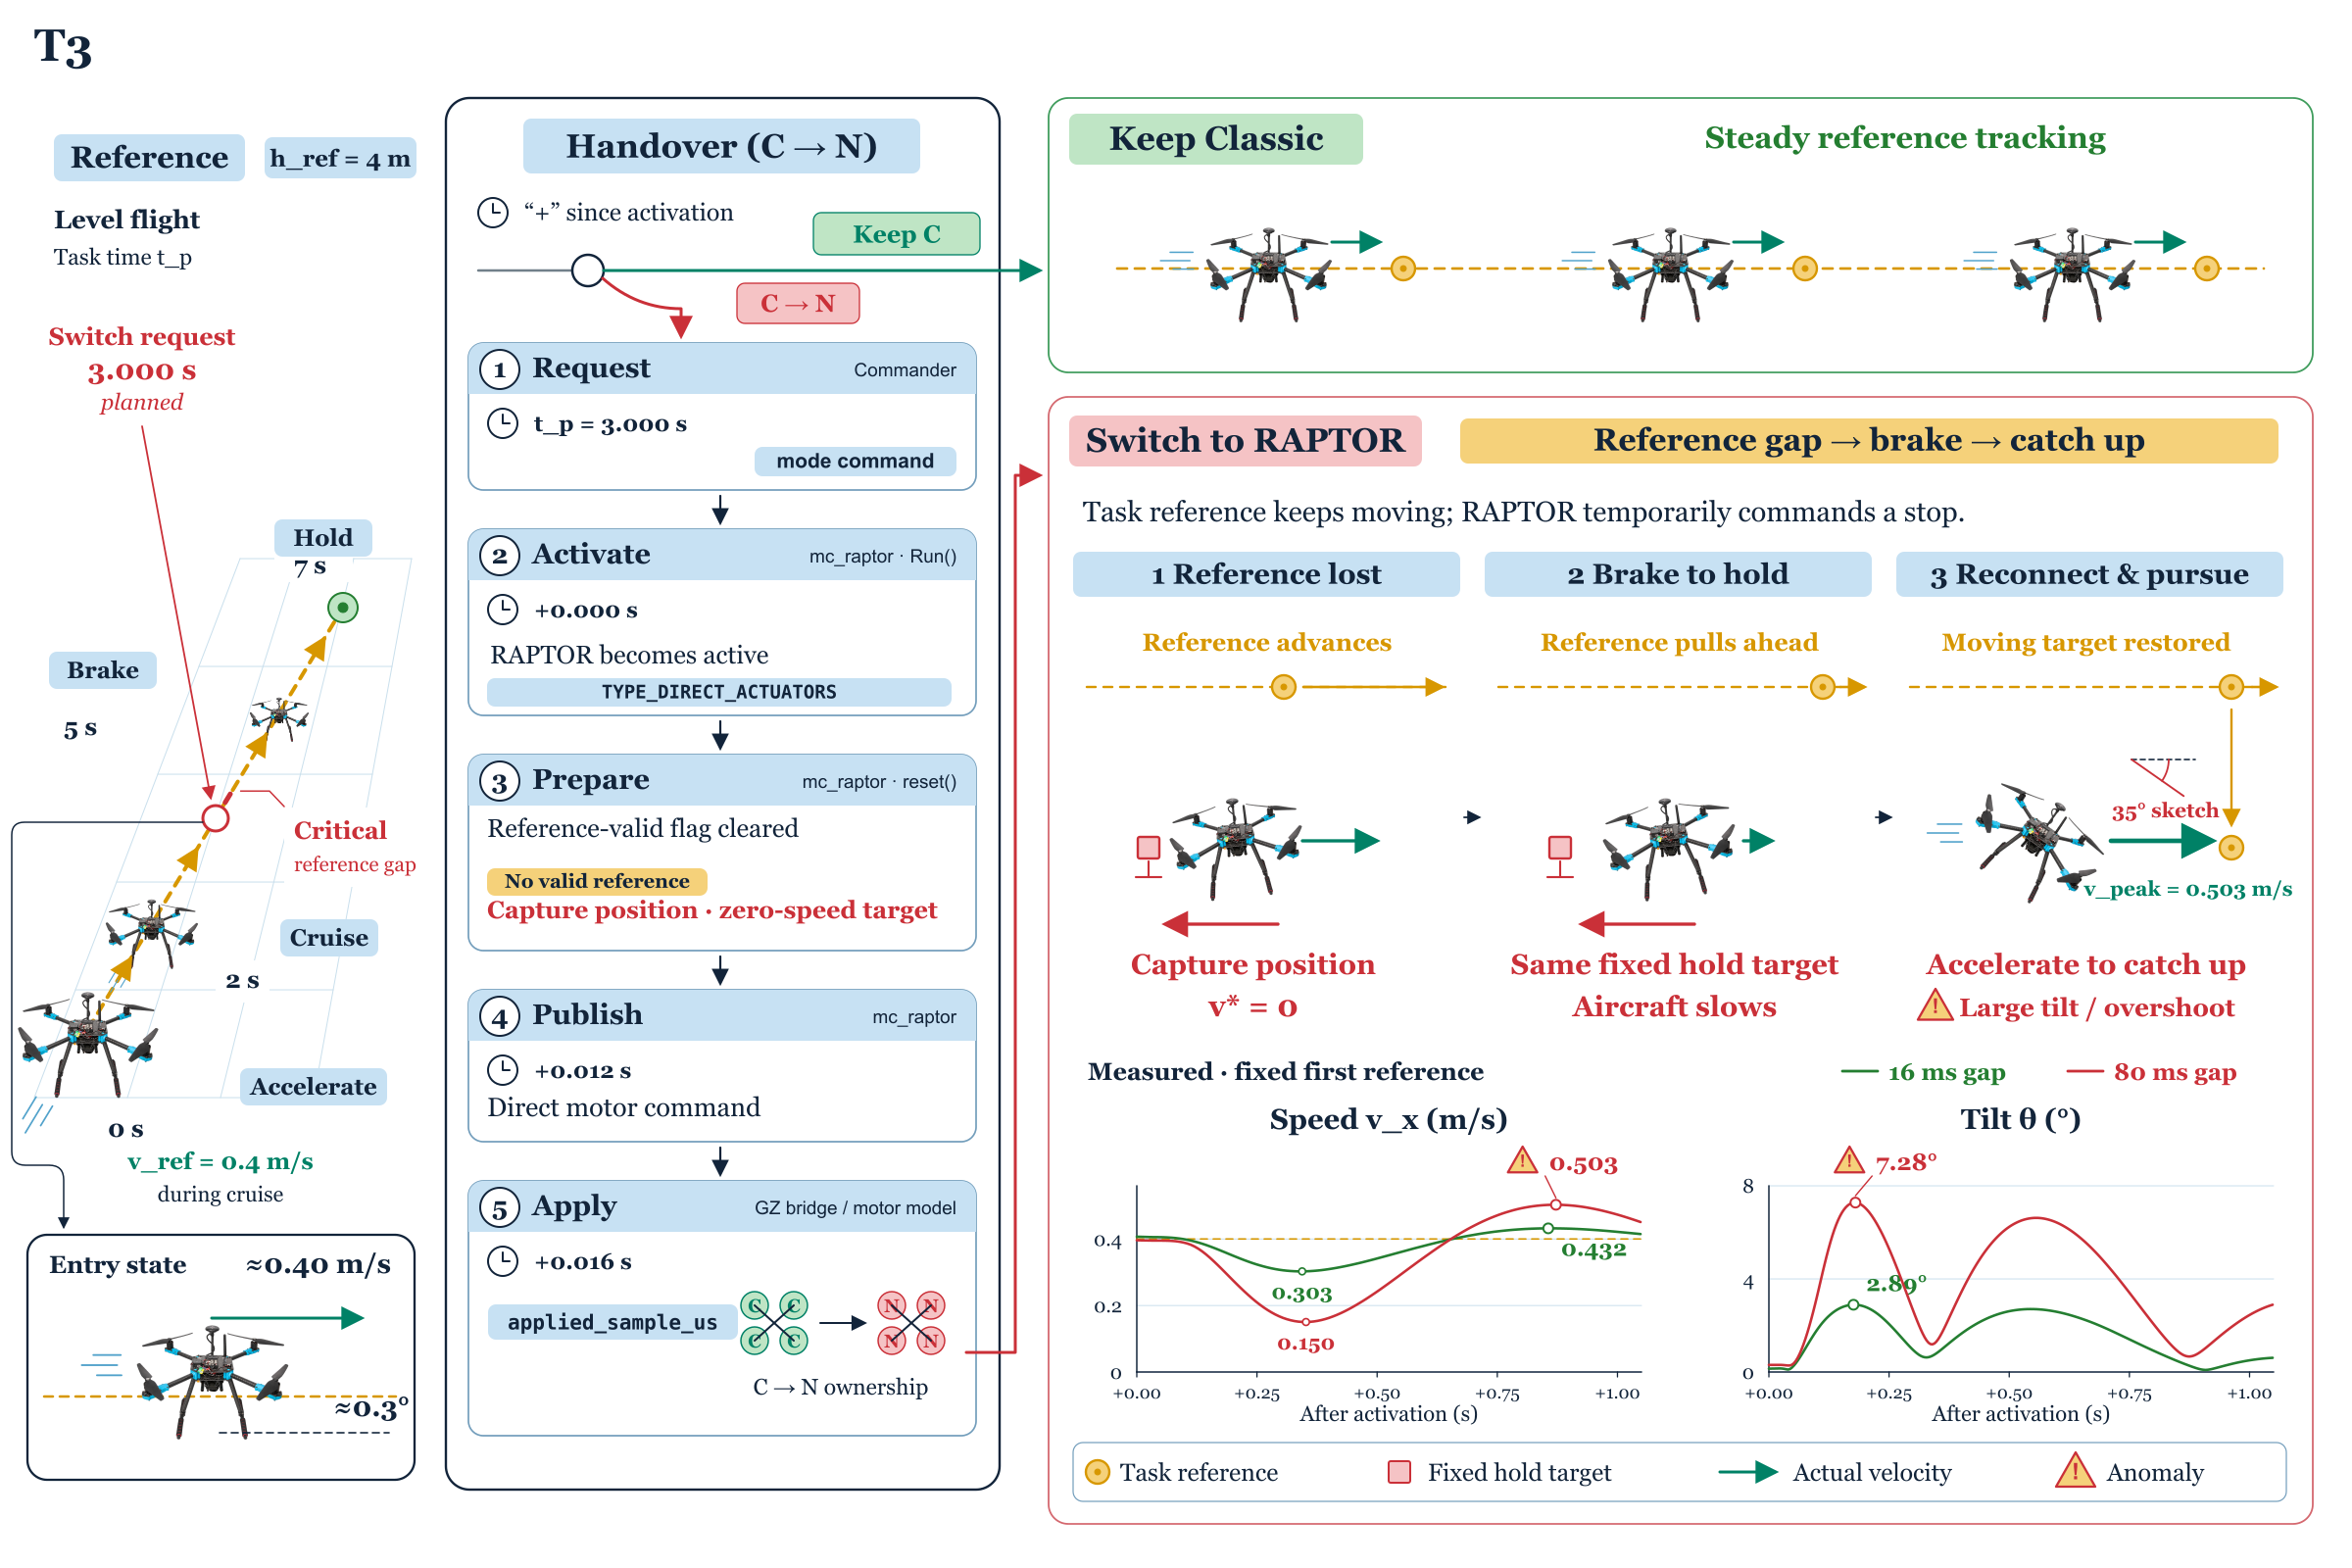 T3
Reference
h_ref = 4 m
Level flight
Task time t_p
Switch request
3.000 s
planned
Hold
7 s
Brake
5 s
Critical
reference gap
Cruise
2 s
Accelerate
0 s
v_ref = 0.4 m/s
during cruise
Entry state
≈0.40 m/s
≈0.3°
Handover (C → N)
“+” since activation
Keep C
C → N
1 Request
Commander
t_p = 3.000 s
mode command
2 Activate
mc_raptor · Run()
+0.000 s
RAPTOR becomes active
TYPE_DIRECT_ACTUATORS
3 Prepare
mc_raptor · reset()
Reference-valid flag cleared
No valid reference
Capture position · zero-speed target
4 Publish
mc_raptor
+0.012 s
Direct motor command
5 Apply
GZ bridge / motor model
+0.016 s
applied_sample_us
C C N N
C C N N
C → N ownership
Keep Classic
Steady reference tracking
Switch to RAPTOR
Reference gap → brake → catch up
Task reference keeps moving; RAPTOR temporarily commands a stop.
1 Reference lost
2 Brake to hold
3 Reconnect & pursue
Reference advances
Reference pulls ahead
Moving target restored
35° sketch
v_peak = 0.503 m/s
Capture position
v* = 0
Same fixed hold target
Aircraft slows
Accelerate to catch up
! Large tilt / overshoot
Measured · fixed first reference
16 ms gap
80 ms gap
Speed v_x (m/s)
! 0.503
0.4
0.432
0.303
0.2
0.150
0
+0.00 +0.25 +0.50 +0.75 +1.00
After activation (s)
Tilt θ (°)
! 7.28°
8
2.89°
4
0
+0.00 +0.25 +0.50 +0.75 +1.00
After activation (s)
Task reference
Fixed hold target
Actual velocity
! Anomaly